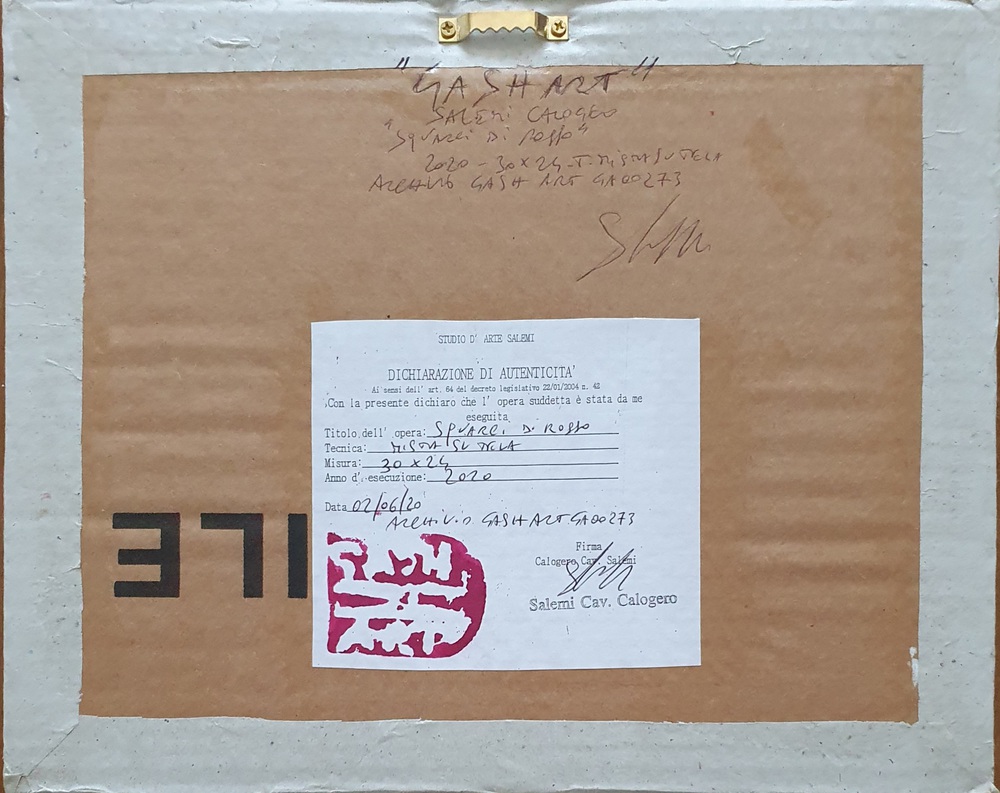 "GASH ART"
SALEMI CALOGERO
"Squarci Di Rosso"
2020 - 30x24 - T. MISTA SU TELA
ARCHIVIO GASH ART GA00273
STUDIO D' ARTE SALEMI
DICHIARAZIONE DI AUTENTICITA'
Ai sensi dell' art. 64 del decreto legislativo 22/01/2004 n. 42
Con la presente dichiaro che l' opera suddetta è stata da me
eseguita
Titolo dell' opera: SQUARCI DI ROSSO
Tecnica: MISTA SU TELA
Misura: 30 x 24
Anno d' esecuzione: 2020
Data 02/06/20
ARCHIVIO GASH ART GA00273
Firma
Calogero Cav. Salemi
Salemi Cav. Calogero
ILE